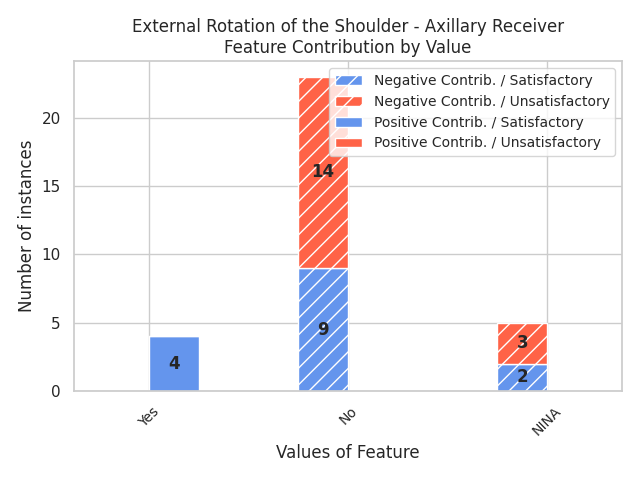 External Rotation of the Shoulder - Axillary Receiver
Feature Contribution by Value
Negative Contrib. / Satisfactory
Negative Contrib. / Unsatisfactory
Positive Contrib. / Satisfactory
Positive Contrib. / Unsatisfactory
Number of instances
20
15
10
5
0
14
9
4
3
2
Yes
No
NINA
Values of Feature